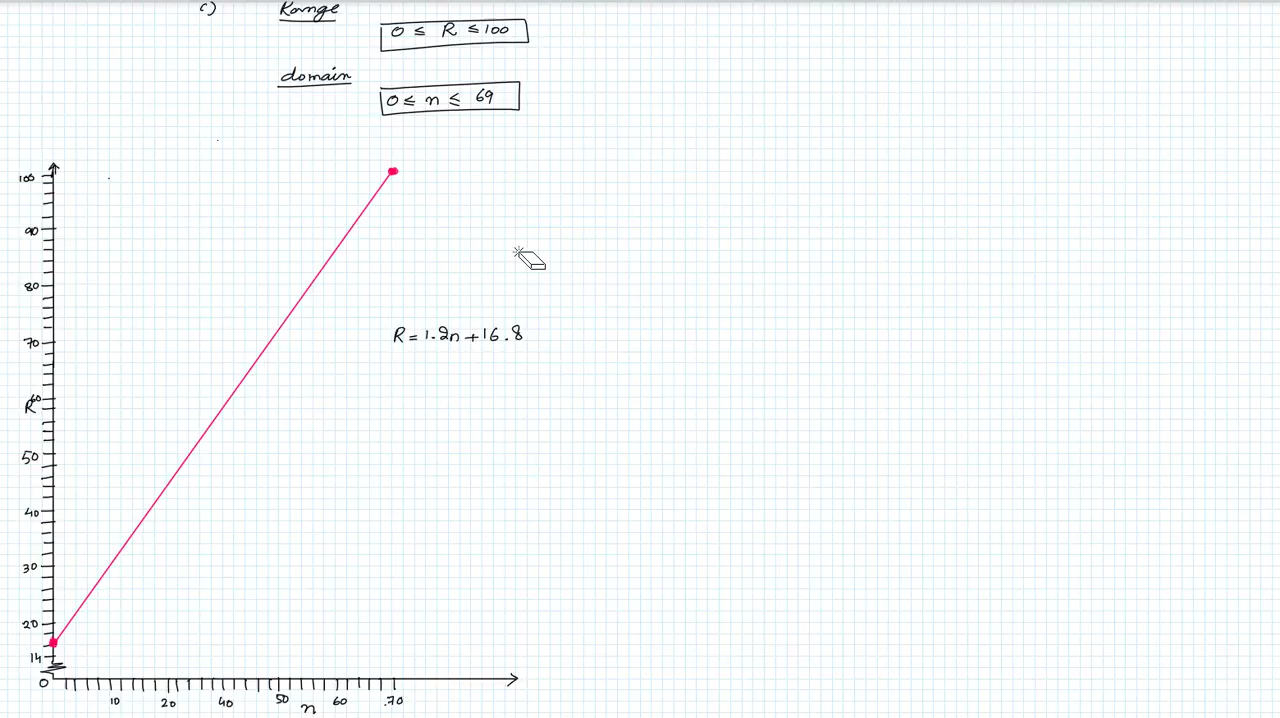 c) Range
0 ≤ R ≤ 100
domain
0 ≤ n ≤ 69
100
90
80
R = 1.2n + 16.8
70
60
R
50
40
30
20
14
0
10 20 40 50 60 70
n